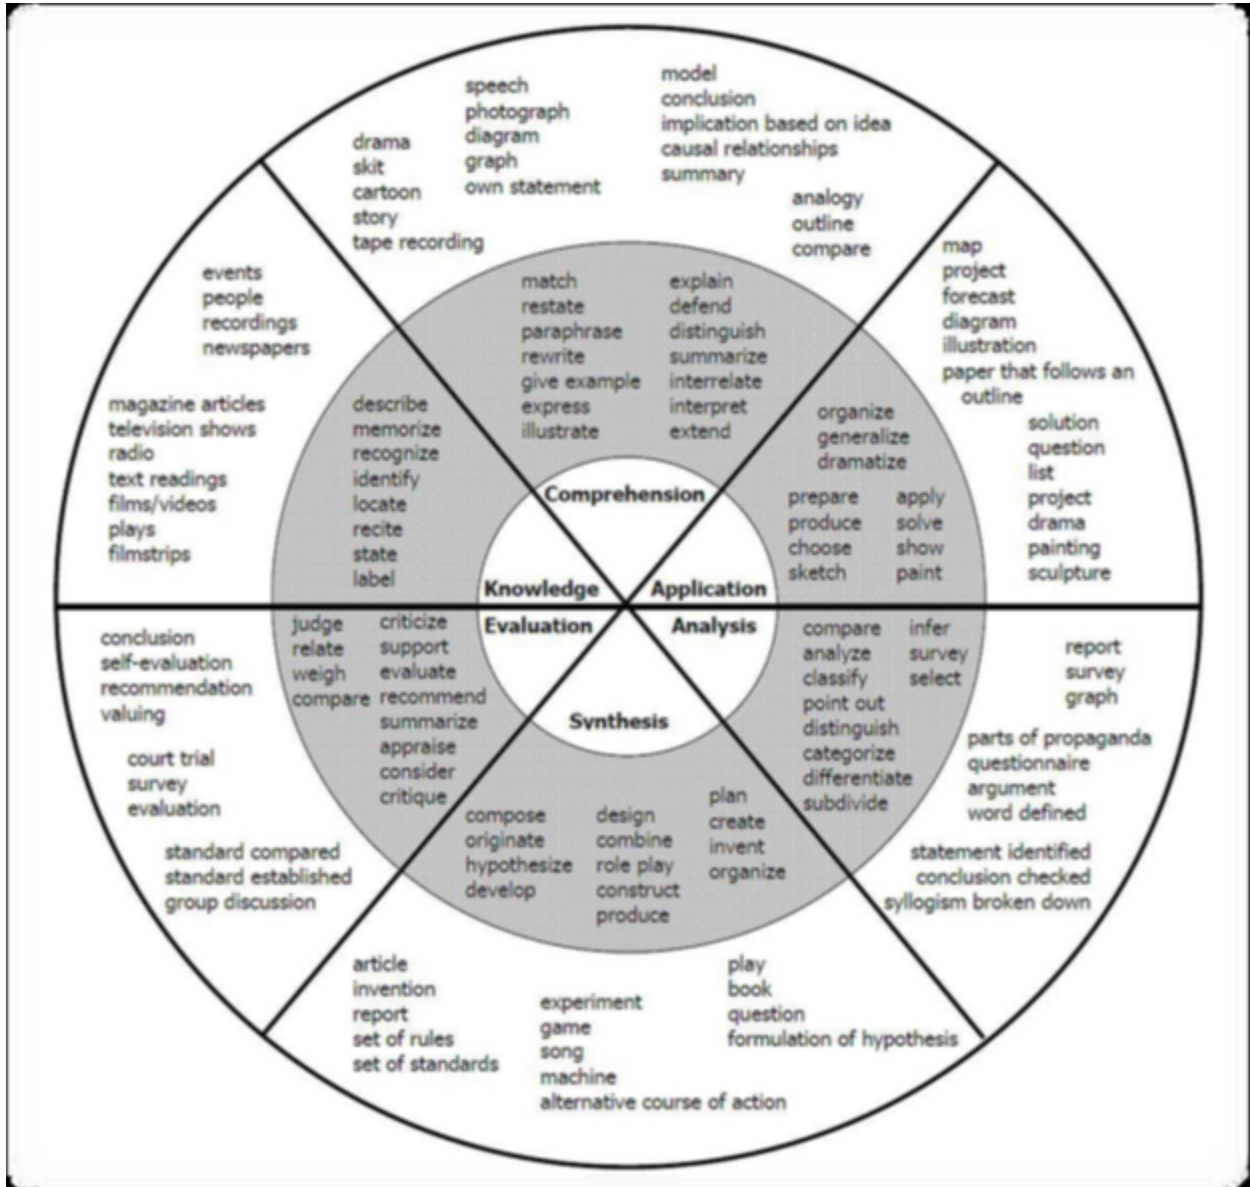 speech
photograph
diagram
graph
own statement
model
conclusion
implication based on idea
causal relationships
summary
drama
skit
cartoon
story
tape recording
analogy
outline
compare
match
restate
paraphrase
rewrite
give example
express
illustrate
explain
defend
distinguish
summarize
interrelate
interpret
extend
Comprehension
events
people
recordings
newspapers
magazine articles
television shows
radio
text readings
films/videos
plays
filmstrips
describe
memorize
recognize
identify
locate
recite
state
label
Knowledge
Application
organize
generalize
dramatize
prepare
produce
choose
sketch
apply
solve
show
paint
map
project
forecast
diagram
illustration
paper that follows an
outline
solution
question
list
project
drama
painting
sculpture
conclusion
self-evaluation
recommendation
valuing
court trial
survey
evaluation
standard compared
standard established
group discussion
judge
relate
weigh
compare
criticize
support
evaluate
recommend
summarize
appraise
consider
critique
Evaluation
Analysis
compare
analyze
classify
point out
distinguish
categorize
differentiate
subdivide
infer
survey
select
report
survey
graph
parts of propaganda
questionnaire
argument
word defined
statement identified
conclusion checked
syllogism broken down
Synthesis
compose
originate
hypothesize
develop
design
combine
role play
construct
produce
plan
create
invent
organize
article
invention
report
set of rules
set of standards
experiment
game
song
machine
alternative course of action
play
book
question
formulation of hypothesis